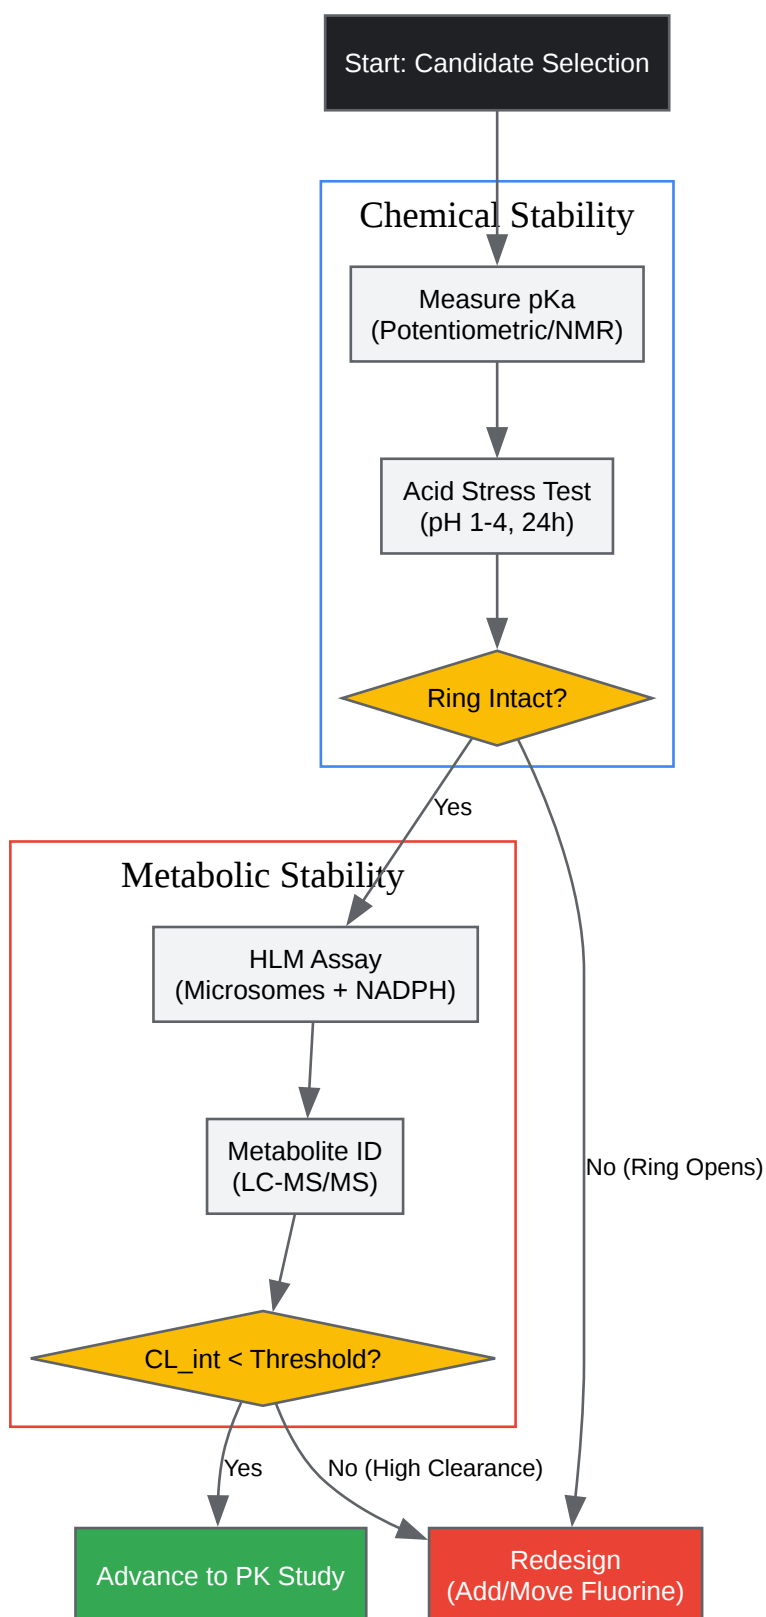 Start: Candidate Selection
Chemical Stability
Measure pKa
(Potentiometric/NMR)
Acid Stress Test
(pH 1-4, 24h)
Ring Intact?
Yes
Metabolic Stability
HLM Assay
(Microsomes + NADPH)
Metabolite ID
(LC-MS/MS)
No (Ring Opens)
CL_int < Threshold?
Yes
No (High Clearance)
Advance to PK Study
Redesign
(Add/Move Fluorine)